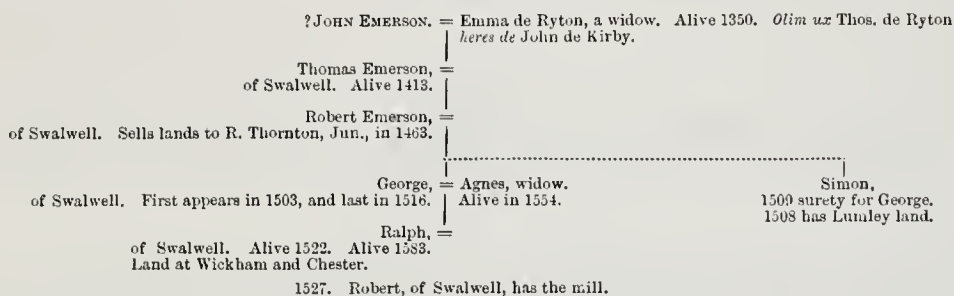 ?JOHN EMERSON. = Emma de Ryton, a widow. Alive 1350. Olim ux Thos. de Ryton
heres de John de Kirby.
Thomas Emerson, =
of Swalwell. Alive 1413.
Robert Emerson, =
of Swalwell. Sells lands to R. Thornton, Jun., in 1463.
George, = Agnes, widow. Simon,
of Swalwell. First appears in 1503, and last in 1516. Alive in 1554. 1509 surety for George.
1508 has Lumley land.
Ralph, =
of Swalwell. Alive 1522. Alive 1583.
Land at Wickham and Chester.
1527. Robert, of Swalwell, has the mill.